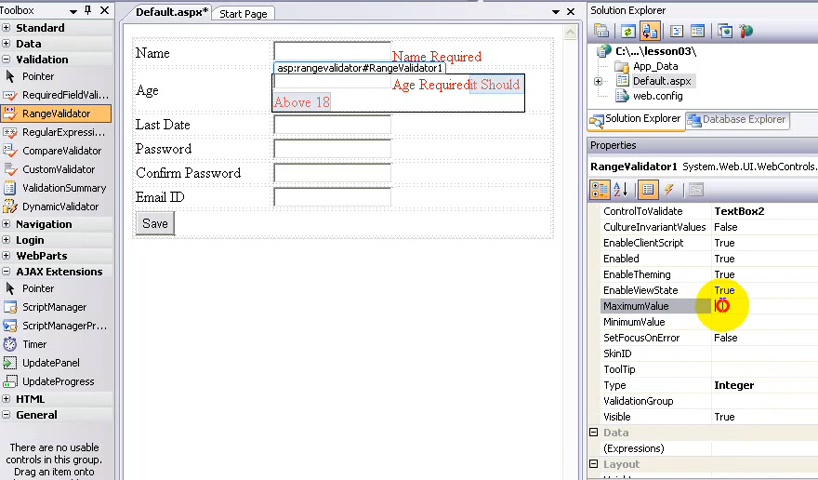 Toolbox
Standard
Data
Validation
Pointer
RequiredFieldVali...
RangeValidator
RegularExpressi...
CompareValidator
CustomValidator
ValidationSummary
DynamicValidator
Navigation
Login
WebParts
AJAX Extensions
Pointer
ScriptManager
ScriptManagerPr...
Timer
UpdatePanel
UpdateProgress
HTML
General
There are no usable
controls in this group.
Drag an item onto
Default.aspx*
Start Page
Name
Name Required
asp:rangevalidator#RangeValidator1
Age
Age Requiredit Should
Above 18
Last Date
Password
Confirm Password
Email ID
Save
Solution Explorer
C:\...\lesson03\
App_Data
Default.aspx
web.config
Solution Explorer
Database Explorer
Properties
RangeValidator1 System.Web.UI.WebControls.
ControlToValidate TextBox2
CultureInvariantValues False
EnableClientScript True
Enabled True
EnableTheming True
EnableViewState True
MaximumValue
MinimumValue
SetFocusOnError False
SkinID
ToolTip
Type Integer
ValidationGroup
Visible True
Data
(Expressions)
Layout